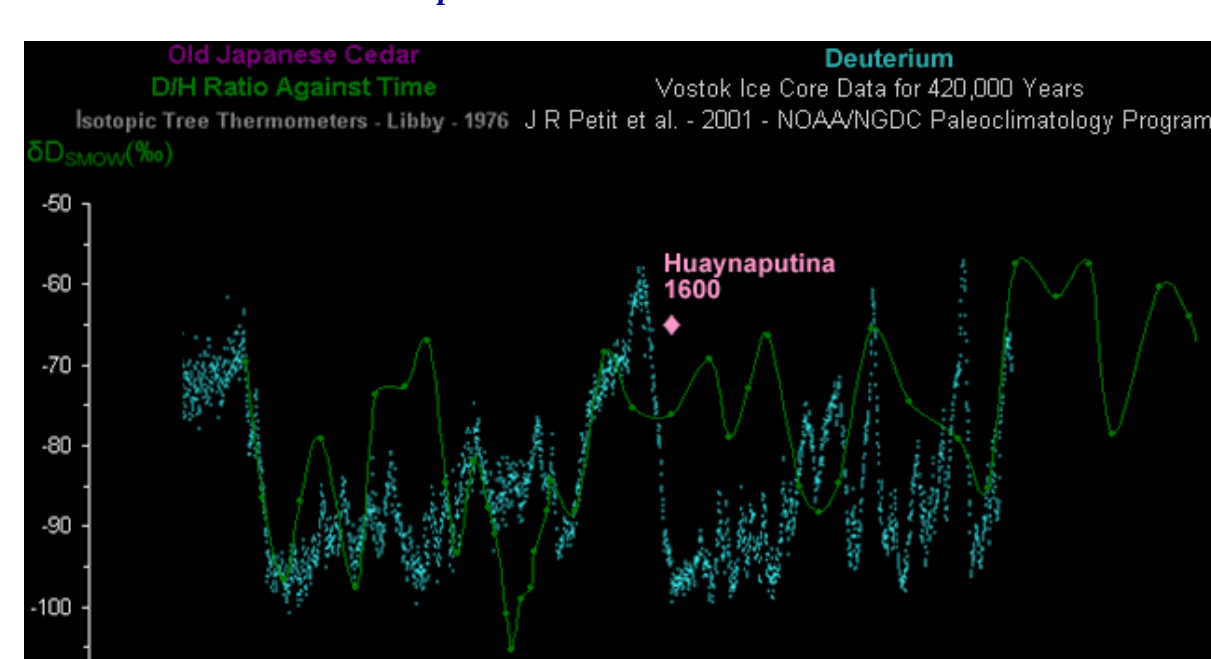 Old Japanese Cedar
D/H Ratio Against Time
Isotopic Tree Thermometers - Libby - 1976
Deuterium
Vostok Ice Core Data for 420,000 Years
J R Petit et al. - 2001 - NOAA/NGDC Paleoclimatology Program
δD_SMOW(‰)
-50
-60
-70
-80
-90
-100
Huaynaputina
1600